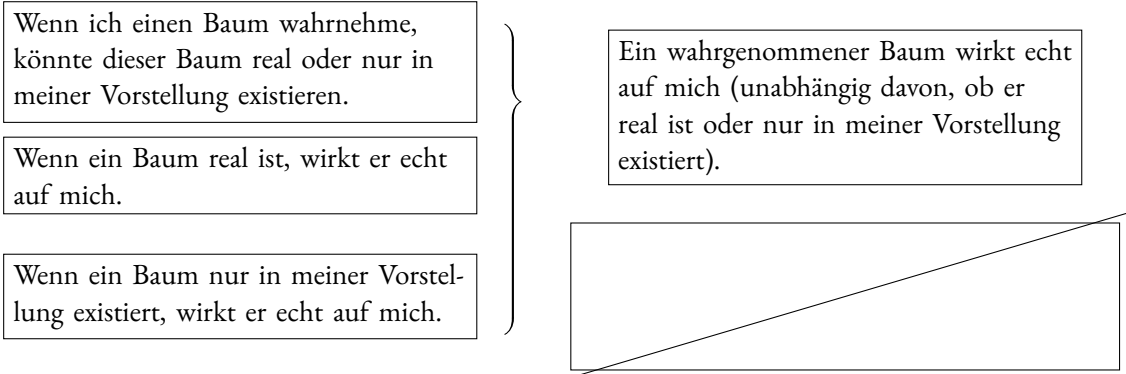 Wenn ich einen Baum wahrnehme,
könnte dieser Baum real oder nur in
meiner Vorstellung existieren.
Wenn ein Baum real ist, wirkt er echt
auf mich.
Wenn ein Baum nur in meiner Vorstel-
lung existiert, wirkt er echt auf mich.
Ein wahrgenommener Baum wirkt echt
auf mich (unabhängig davon, ob er
real ist oder nur in meiner Vorstellung
existiert).